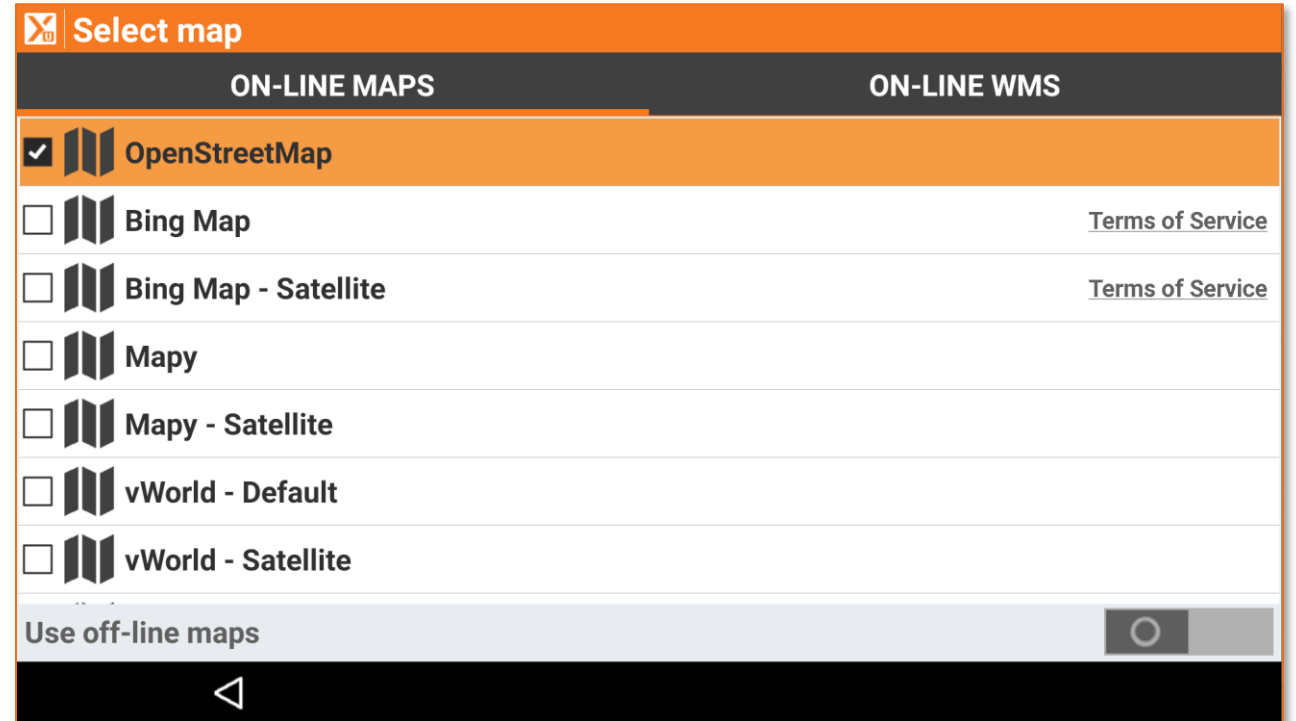 Select map
ON-LINE MAPS ON-LINE WMS
OpenStreetMap
Bing Map Terms of Service
Bing Map - Satellite Terms of Service
Mapy
Mapy - Satellite
vWorld - Default
vWorld - Satellite
Use off-line maps